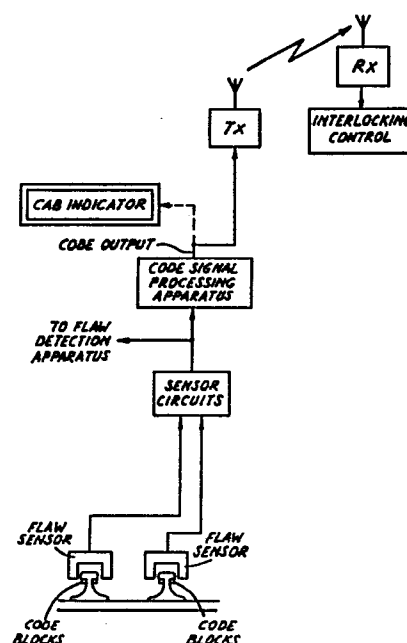 Rx
INTERLOCKING
CONTROL
Tx
CAB INDICATOR
COBE OUTPUT
CODE SIGNAL
PROCESSING
APPARATUS
TO FLAW
DETECTION
APPARATUS
SENSOR
CIRCUITS
FLAW
SENSOR
FLAW
SENSOR
CODE
BLOCKS
CODE
BLOCKS